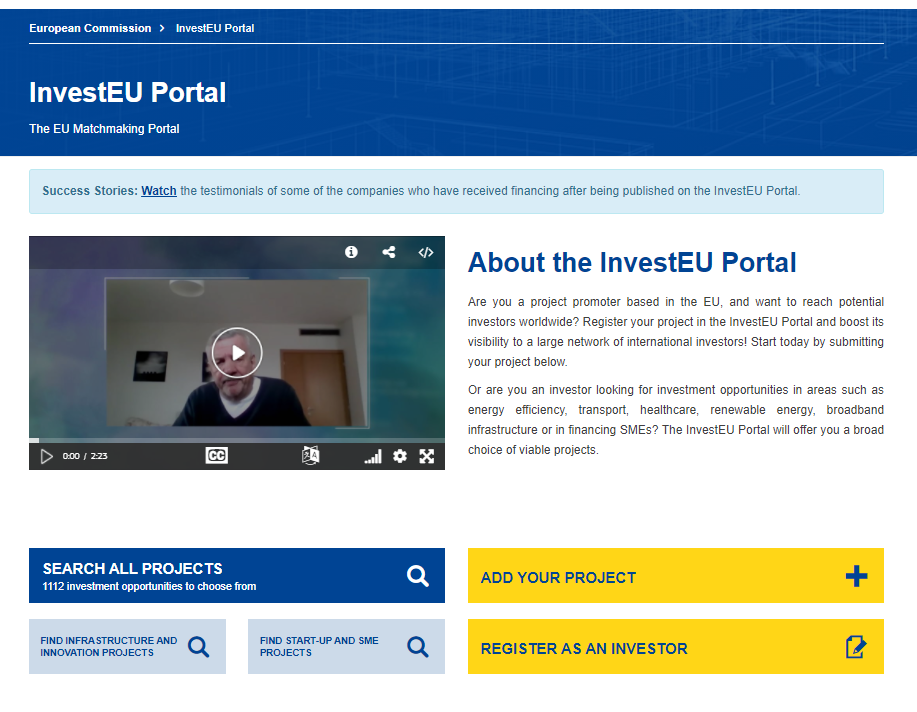 European Commission > InvestEU Portal
InvestEU Portal
The EU Matchmaking Portal
Success Stories: Watch the testimonials of some of the companies who have received financing after being published on the InvestEU Portal.
0:00 / 2:23
CC
About the InvestEU Portal
Are you a project promoter based in the EU, and want to reach potential
investors worldwide? Register your project in the InvestEU Portal and boost its
visibility to a large network of international investors! Start today by submitting
your project below.
Or are you an investor looking for investment opportunities in areas such as
energy efficiency, transport, healthcare, renewable energy, broadband
infrastructure or in financing SMEs? The InvestEU Portal will offer you a broad
choice of viable projects.
SEARCH ALL PROJECTS
1112 investment opportunities to choose from
ADD YOUR PROJECT
FIND INFRASTRUCTURE AND
INNOVATION PROJECTS
FIND START-UP AND SME
PROJECTS
REGISTER AS AN INVESTOR